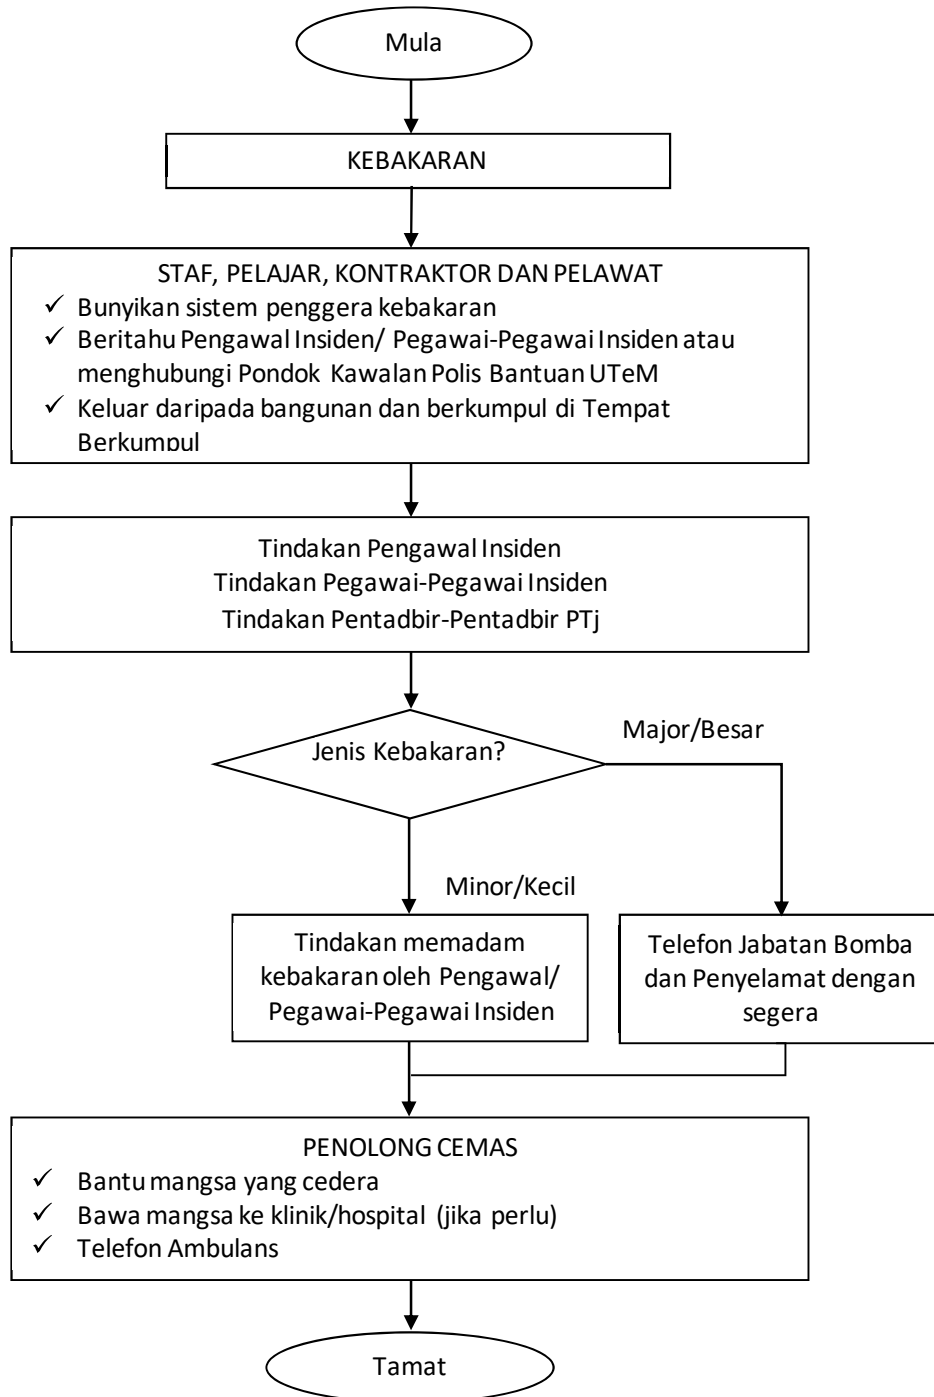 Mula
KEBAKARAN
STAF, PELAJAR, KONTRAKTOR DAN PELAWAT
✓ Bunyikan sistem penggera kebakaran
✓ Beritahu Pengawal Insiden/ Pegawai-Pegawai Insiden atau
menghubungi Pondok Kawalan Polis Bantuan UTeM
✓ Keluar daripada bangunan dan berkumpul di Tempat
Berkumpul
Tindakan Pengawal Insiden
Tindakan Pegawai-Pegawai Insiden
Tindakan Pentadbir-Pentadbir PTj
Jenis Kebakaran?
Major/Besar
Minor/Kecil
Tindakan memadam
kebakaran oleh Pengawal/
Pegawai-Pegawai Insiden
Telefon Jabatan Bomba
dan Penyelamat dengan
segera
PENOLONG CEMAS
✓ Bantu mangsa yang cedera
✓ Bawa mangsa ke klinik/hospital (jika perlu)
✓ Telefon Ambulans
Tamat